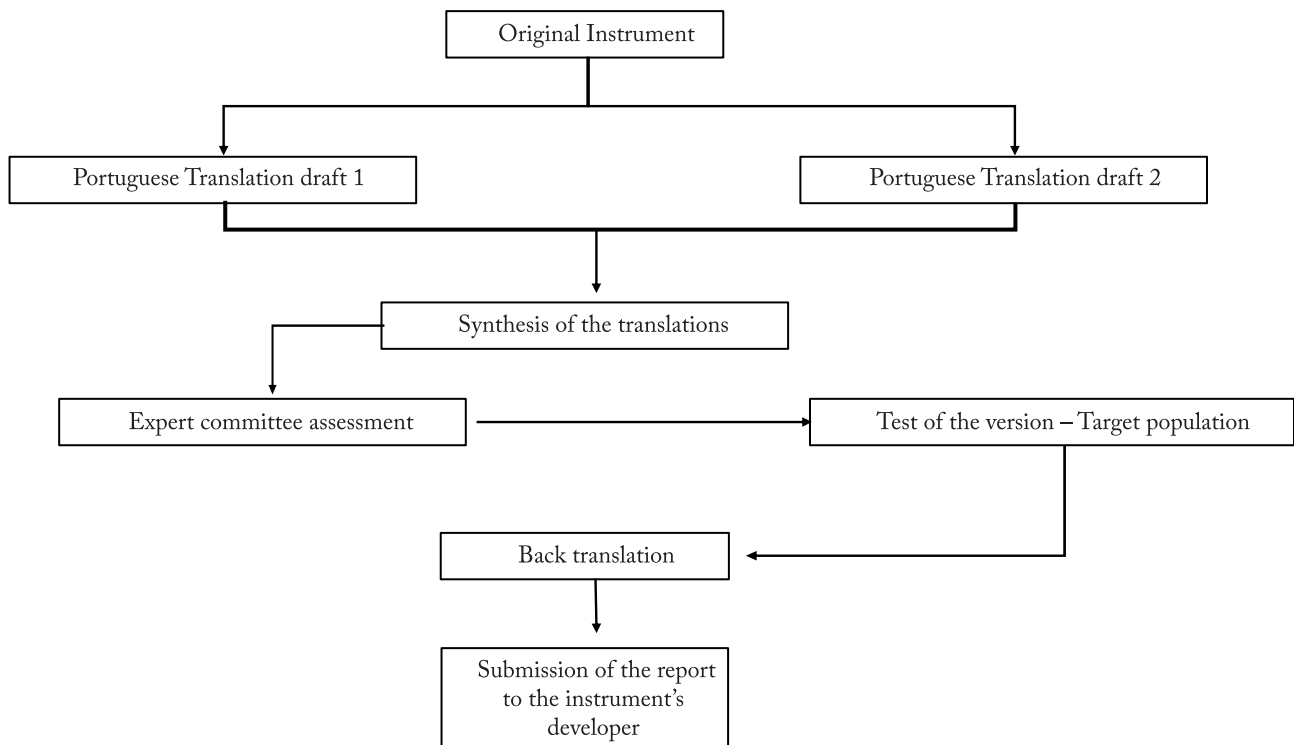 Original Instrument
Portuguese Translation draft 1
Portuguese Translation draft 2
Synthesis of the translations
Expert committee assessment
Test of the version – Target population
Back translation
Submission of the report
to the instrument’s
developer